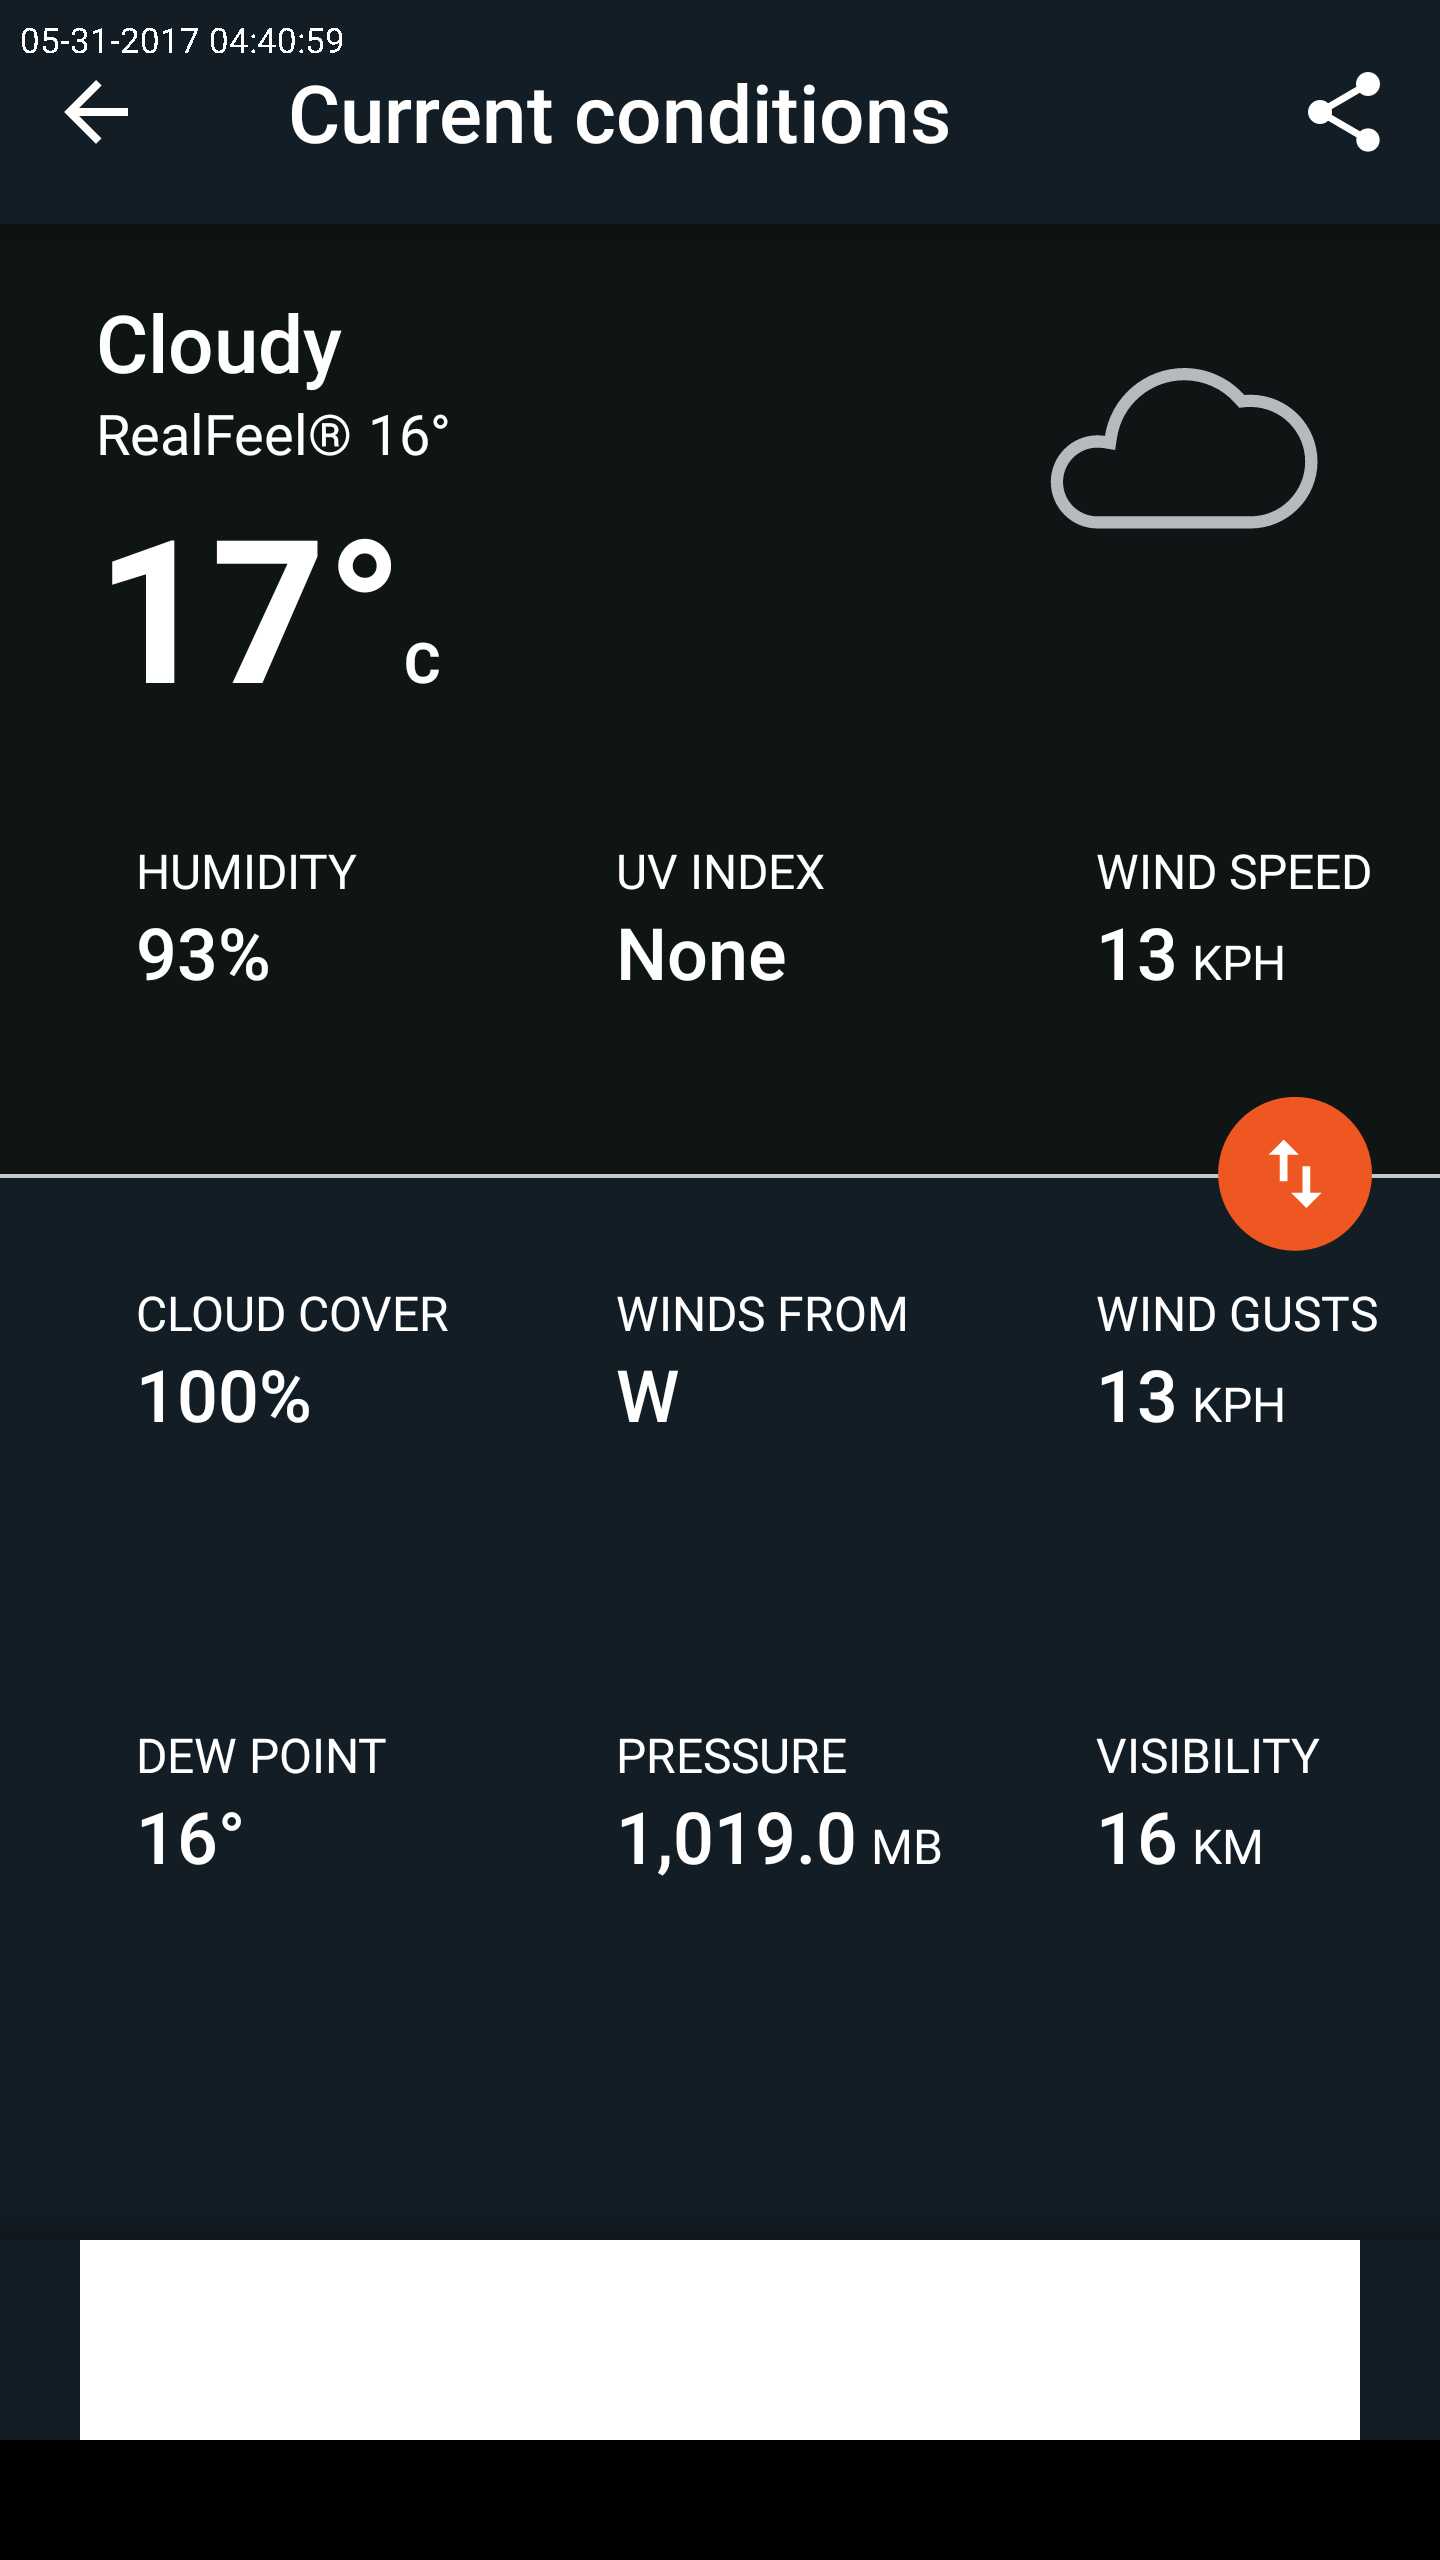 05-31-2017 04:40:59
Current conditions
Cloudy
RealFeel® 16°
17° C
HUMIDITY UV INDEX WIND SPEED
93% None 13 KPH
CLOUD COVER WINDS FROM WIND GUSTS
100% W 13 KPH
DEW POINT PRESSURE VISIBILITY
16° 1,019.0 MB 16 KM